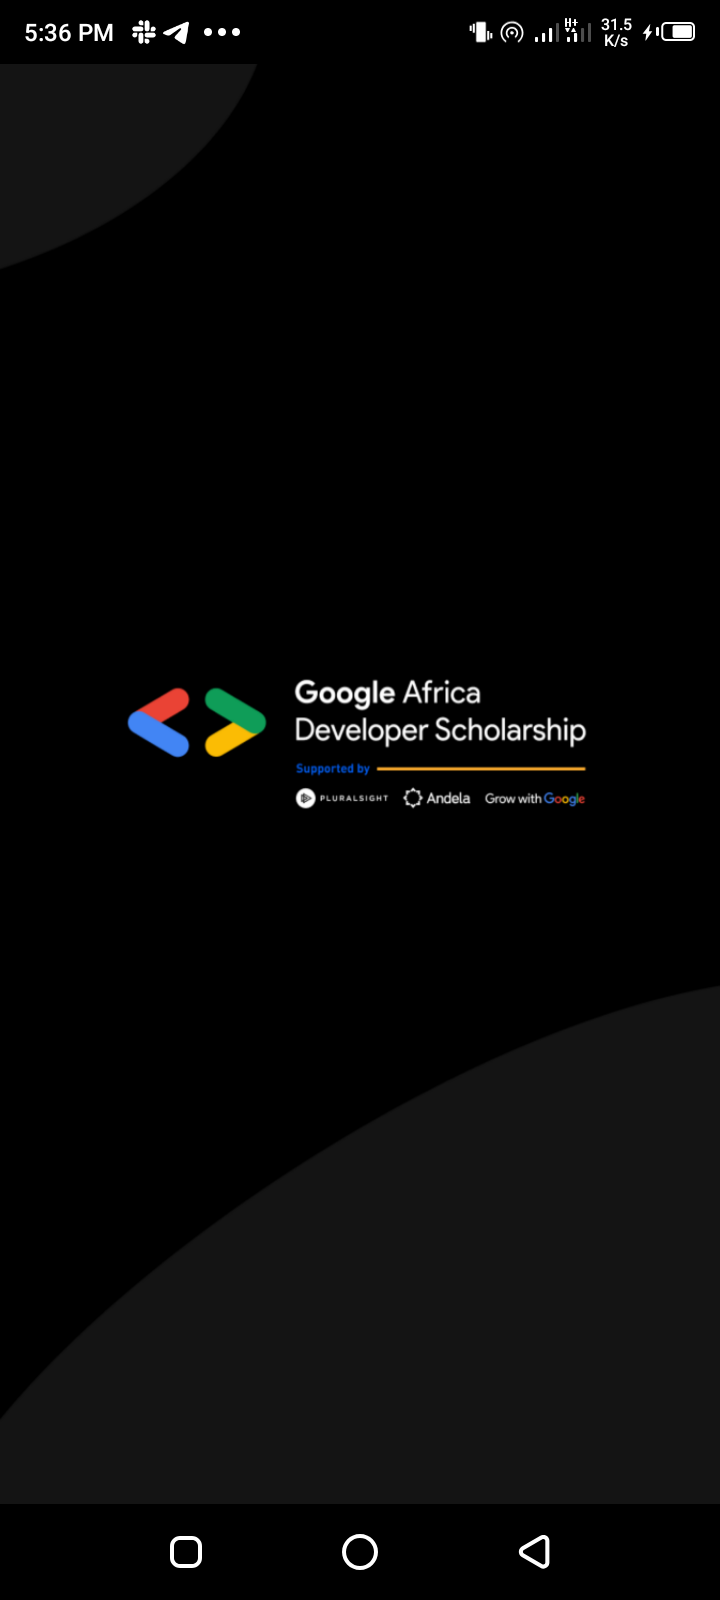 5:36 PM
H+
31.5
K/s
Google Africa
Developer Scholarship
Supported by
PLURALSIGHT Andela Grow with Google